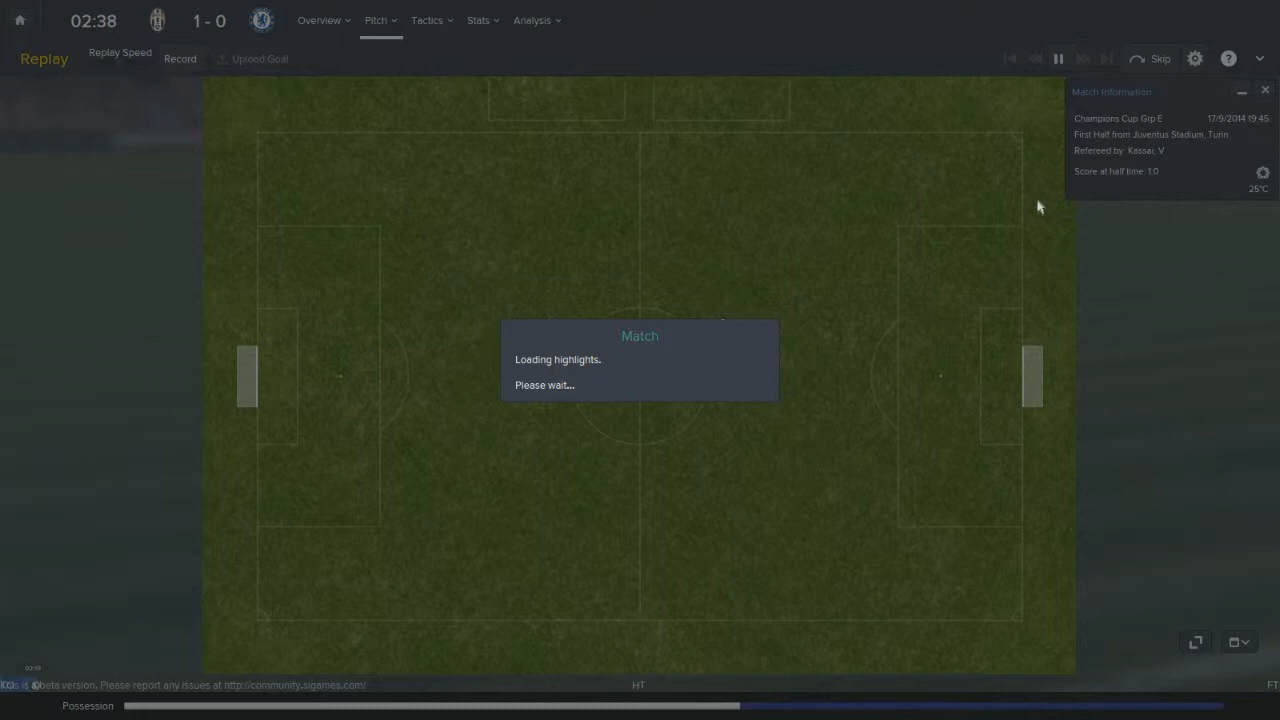 02:38 1 - 0 Overview Pitch Tactics Stats Analysis
Replay Replay Speed Record Upload Goal Skip ?
Match Information
Champions Cup Grp E 17/9/2014 19:45
First Half from Juventus Stadium, Turin
Refereed by: Kassai, V
Score at half time: 1:0
25°C
Match
Loading highlights.
Please wait...
beta version. Please report any issues at http://community.sigames.com/
HT
FT
Possession